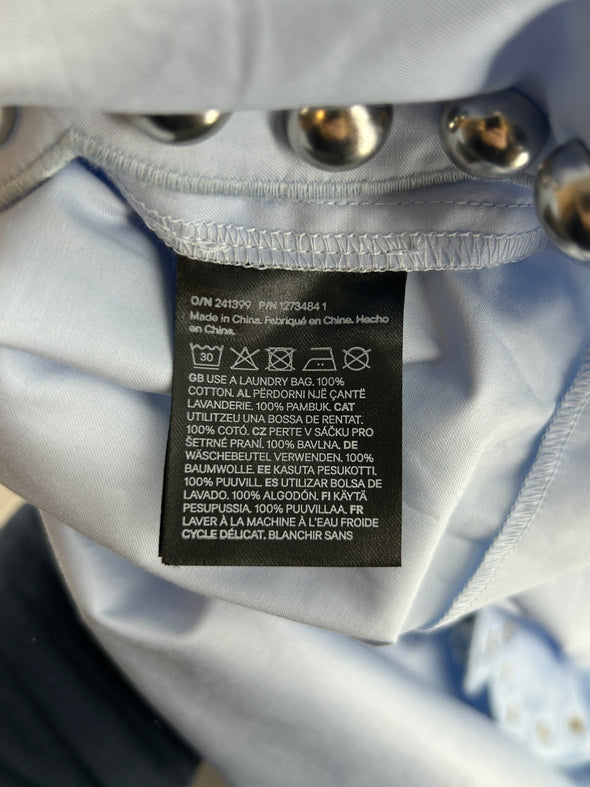 O/N 241399 P/N 1273484 1
Made in China. Fabriqué en Chine. Hecho
en China.
30
GB USE A LAUNDRY BAG. 100%
COTTON. AL PËRDORNI NJË ÇANTË
LAVANDERIE. 100% PAMBUK. CAT
UTILITZEU UNA BOSSA DE RENTAT.
100% COTÓ. CZ PERTE V SÁČKU PRO
ŠETRNÉ PRANÍ. 100% BAVLNA. DE
WÄSCHEBEUTEL VERWENDEN. 100%
BAUMWOLLE. EE KASUTA PESUKOTTI.
100% PUUVILL. ES UTILIZAR BOLSA DE
LAVADO. 100% ALGODÓN. FI KÄYTÄ
PESUPUSSIA. 100% PUUVILLAA. FR
LAVER À LA MACHINE À L'EAU FROIDE
CYCLE DÉLICAT. BLANCHIR SANS